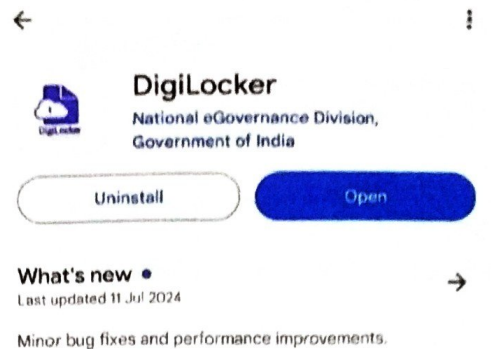 DigiLocker
National eGovernance Division,
Government of India
DigiLocker
Uninstall
Open
What's new
Last updated 11 Jul 2024
Minor bug fixes and performance improvements.